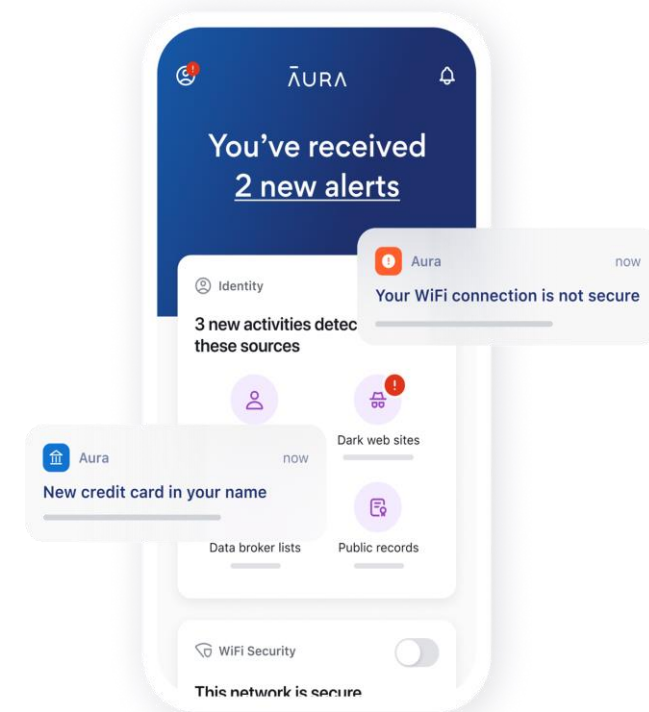 ĀURA
You've received
2 new alerts
Aura now
Your WiFi connection is not secure
Identity
3 new activities detec
these sources
Dark web sites
Aura now
New credit card in your name
Data broker lists
Public records
WiFi Security
This network is secure